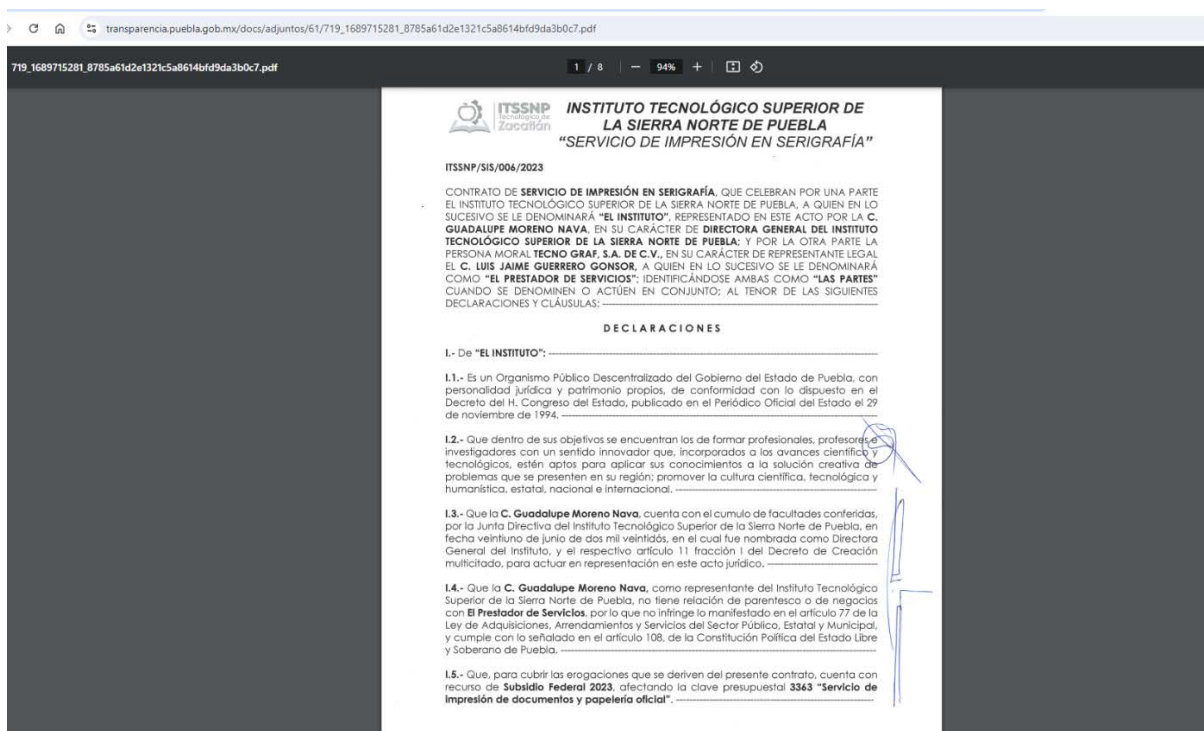 transparencia.puebla.gob.mx/docs/adjuntos/61/719_1689715281_8785a61d2e1321c5a8614bfd9da3b0c7.pdf
719_1689715281_8785a61d2e1321c5a8614bfd9da3b0c7.pdf
1 / 8
94%
ITSSNP
Tecnológico de
Zacatlán
INSTITUTO TECNOLÓGICO SUPERIOR DE
LA SIERRA NORTE DE PUEBLA
“SERVICIO DE IMPRESIÓN EN SERIGRAFÍA”
ITSSNP/SIS/006/2023
CONTRATO DE SERVICIO DE IMPRESIÓN EN SERIGRAFÍA, QUE CELEBRAN POR UNA PARTE
EL INSTITUTO TECNOLÓGICO SUPERIOR DE LA SIERRA NORTE DE PUEBLA, A QUIEN EN LO
SUCESIVO SE LE DENOMINARÁ “EL INSTITUTO”, REPRESENTADO EN ESTE ACTO POR LA C.
GUADALUPE MORENO NAVA, EN SU CARÁCTER DE DIRECTORA GENERAL DEL INSTITUTO
TECNOLÓGICO SUPERIOR DE LA SIERRA NORTE DE PUEBLA; Y POR LA OTRA PARTE LA
PERSONA MORAL TECNO GRAF, S.A. DE C.V., EN SU CARÁCTER DE REPRESENTANTE LEGAL
EL C. LUIS JAIME GUERRERO GONSOR, A QUIEN EN LO SUCESIVO SE LE DENOMINARÁ
COMO “EL PRESTADOR DE SERVICIOS”; IDENTIFICÁNDOSE AMBAS COMO “LAS PARTES”
CUANDO SE DENOMINEN O ACTÚEN EN CONJUNTO; AL TENOR DE LAS SIGUIENTES
DECLARACIONES Y CLÁUSULAS:
DECLARACIONES
I.- De “EL INSTITUTO”:
I.1.- Es un Organismo Público Descentralizado del Gobierno del Estado de Puebla, con
personalidad jurídica y patrimonio propios, de conformidad con lo dispuesto en el
Decreto del H. Congreso del Estado, publicado en el Periódico Oficial del Estado el 29
de noviembre de 1994.
I.2.- Que dentro de sus objetivos se encuentran los de formar profesionales, profesores e
investigadores con un sentido innovador que, incorporados a los avances científico y
tecnológicos, estén aptos para aplicar sus conocimientos a la solución creativa de
problemas que se presenten en su región; promover la cultura científica, tecnológica y
humanística, estatal, nacional e internacional.
I.3.- Que la C. Guadalupe Moreno Nava, cuenta con el cumulo de facultades conferidas,
por la Junta Directiva del Instituto Tecnológico Superior de la Sierra Norte de Puebla, en
fecha veintiuno de junio de dos mil veintidós, en el cual fue nombrada como Directora
General del Instituto, y el respectivo artículo 11 fracción I del Decreto de Creación
multicitado, para actuar en representación en este acto jurídico.
I.4.- Que la C. Guadalupe Moreno Nava, como representante del Instituto Tecnológico
Superior de la Sierra Norte de Puebla, no tiene relación de parentesco o de negocios
con El Prestador de Servicios, por lo que no infringe lo manifestado en el artículo 77 de la
Ley de Adquisiciones, Arrendamientos y Servicios del Sector Público, Estatal y Municipal,
y cumple con lo señalado en el artículo 108, de la Constitución Política del Estado Libre
y Soberano de Puebla.
I.5.- Que, para cubrir las erogaciones que se deriven del presente contrato, cuenta con
recurso de Subsidio Federal 2023, afectando la clave presupuestal 3363 “Servicio de
impresión de documentos y papelería oficial”.